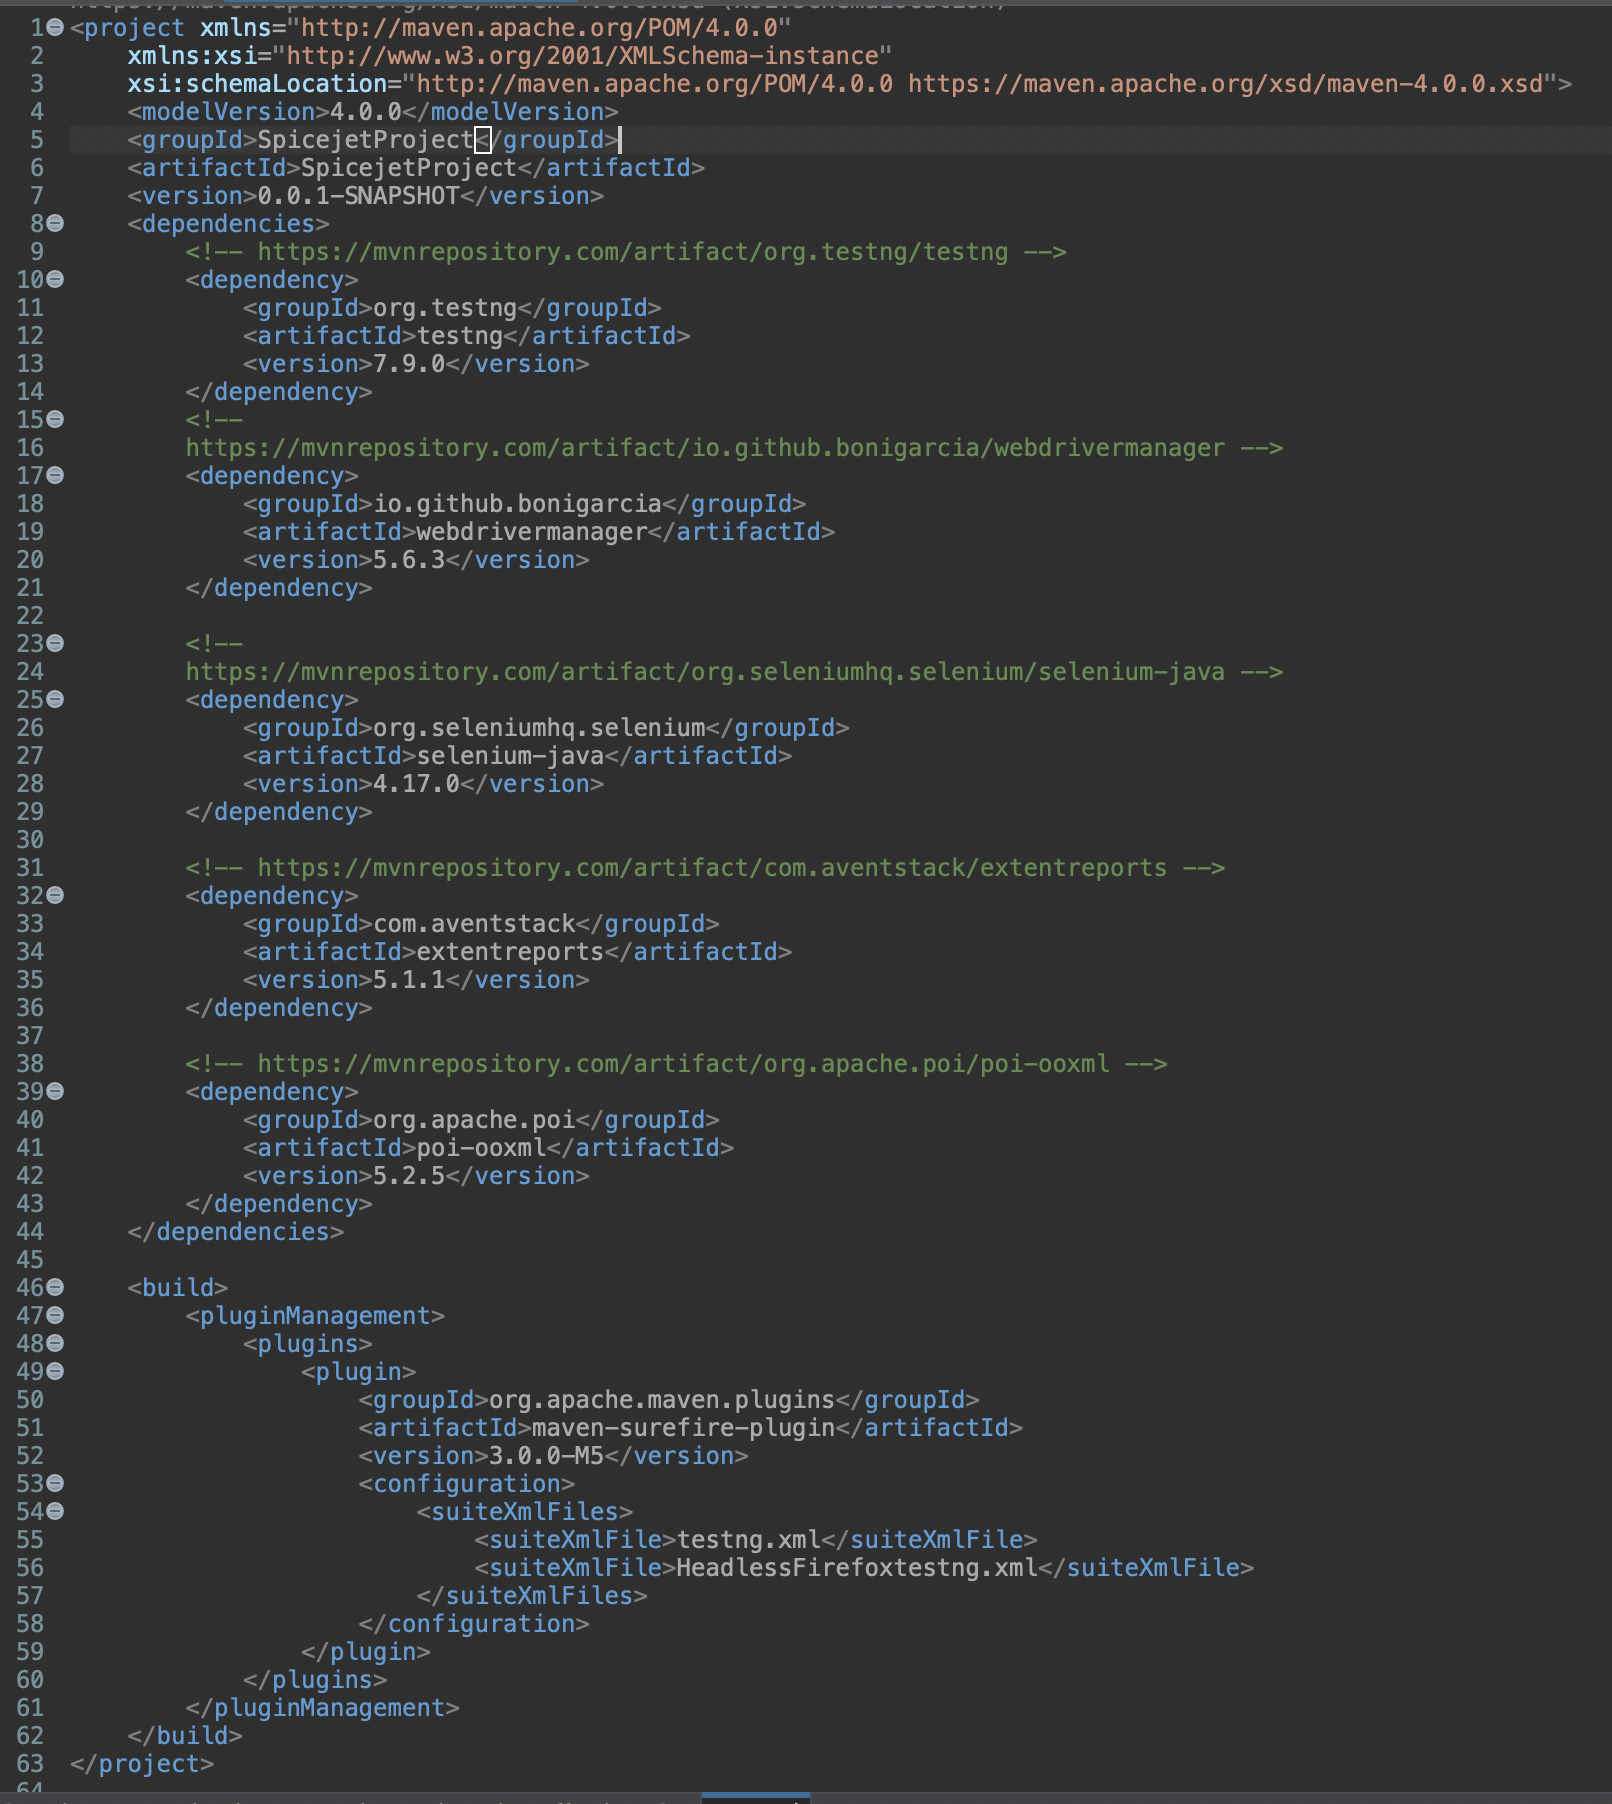 1 <project xmlns="http://maven.apache.org/POM/4.0.0"
2     xmlns:xsi="http://www.w3.org/2001/XMLSchema-instance"
3     xsi:schemaLocation="http://maven.apache.org/POM/4.0.0 https://maven.apache.org/xsd/maven-4.0.0.xsd">
4     <modelVersion>4.0.0</modelVersion>
5     <groupId>SpicejetProject</groupId>
6     <artifactId>SpicejetProject</artifactId>
7     <version>0.0.1-SNAPSHOT</version>
8     <dependencies>
9         <!-- https://mvnrepository.com/artifact/org.testng/testng -->
10         <dependency>
11             <groupId>org.testng</groupId>
12             <artifactId>testng</artifactId>
13             <version>7.9.0</version>
14         </dependency>
15         <!--
16         https://mvnrepository.com/artifact/io.github.bonigarcia/webdrivermanager -->
17         <dependency>
18             <groupId>io.github.bonigarcia</groupId>
19             <artifactId>webdrivermanager</artifactId>
20             <version>5.6.3</version>
21         </dependency>
22
23         <!--
24         https://mvnrepository.com/artifact/org.seleniumhq.selenium/selenium-java -->
25         <dependency>
26             <groupId>org.seleniumhq.selenium</groupId>
27             <artifactId>selenium-java</artifactId>
28             <version>4.17.0</version>
29         </dependency>
30
31         <!-- https://mvnrepository.com/artifact/com.aventstack/extentreports -->
32         <dependency>
33             <groupId>com.aventstack</groupId>
34             <artifactId>extentreports</artifactId>
35             <version>5.1.1</version>
36         </dependency>
37
38         <!-- https://mvnrepository.com/artifact/org.apache.poi/poi-ooxml -->
39         <dependency>
40             <groupId>org.apache.poi</groupId>
41             <artifactId>poi-ooxml</artifactId>
42             <version>5.2.5</version>
43         </dependency>
44     </dependencies>
45
46     <build>
47         <pluginManagement>
48             <plugins>
49                 <plugin>
50                     <groupId>org.apache.maven.plugins</groupId>
51                     <artifactId>maven-surefire-plugin</artifactId>
52                     <version>3.0.0-M5</version>
53                     <configuration>
54                         <suiteXmlFiles>
55                             <suiteXmlFile>testng.xml</suiteXmlFile>
56                             <suiteXmlFile>HeadlessFirefoxtestng.xml</suiteXmlFile>
57                         </suiteXmlFiles>
58                     </configuration>
59                 </plugin>
60             </plugins>
61         </pluginManagement>
62     </build>
63 </project>
64